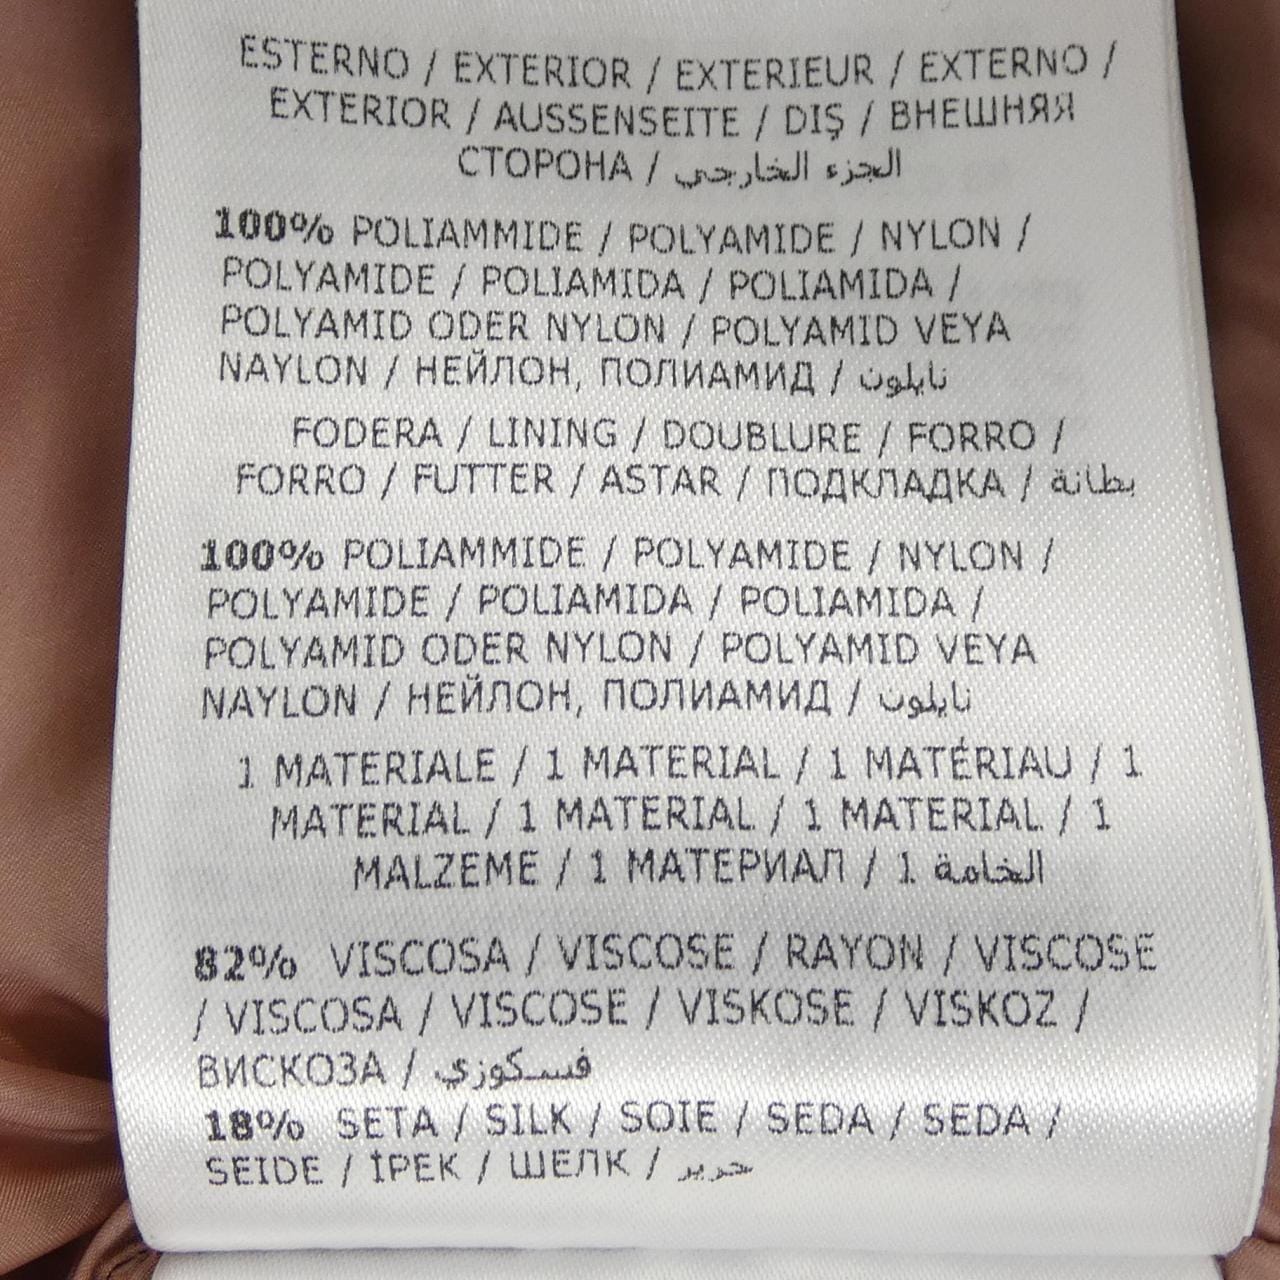 ESTERNO / EXTERIOR / EXTERIEUR / EXTERNO /
EXTERIOR / AUSSENSEITE / DIŞ / ВНЕШНЯЯ
СТОРОНА / الجزء الخارجي
100% POLIAMMIDE / POLYAMIDE / NYLON /
POLYAMIDE / POLIAMIDA / POLIAMIDA /
POLYAMID ODER NYLON / POLYAMID VEYA
NAYLON / НЕЙЛОН, ПОЛИАМИД / نايلون
FODERA / LINING / DOUBLURE / FORRO /
FORRO / FUTTER / ASTAR / ПОДКЛАДКА / بطانة
100% POLIAMMIDE / POLYAMIDE / NYLON /
POLYAMIDE / POLIAMIDA / POLIAMIDA /
POLYAMID ODER NYLON / POLYAMID VEYA
NAYLON / НЕЙЛОН, ПОЛИАМИД / نايلون
1 MATERIALE / 1 MATERIAL / 1 MATÉRIAU / 1
MATERIAL / 1 MATERIAL / 1 MATERIAL / 1
MALZEME / 1 МАТЕРИАЛ / 1 الخامة
82% VISCOSA / VISCOSE / RAYON / VISCOSE
/ VISCOSA / VISCOSE / VISKOSE / VISKOZ /
ВИСКОЗА / فسكوزي
18% SETA / SILK / SOIE / SEDA / SEDA /
SEIDE / İPEK / ШЕЛК / حرير